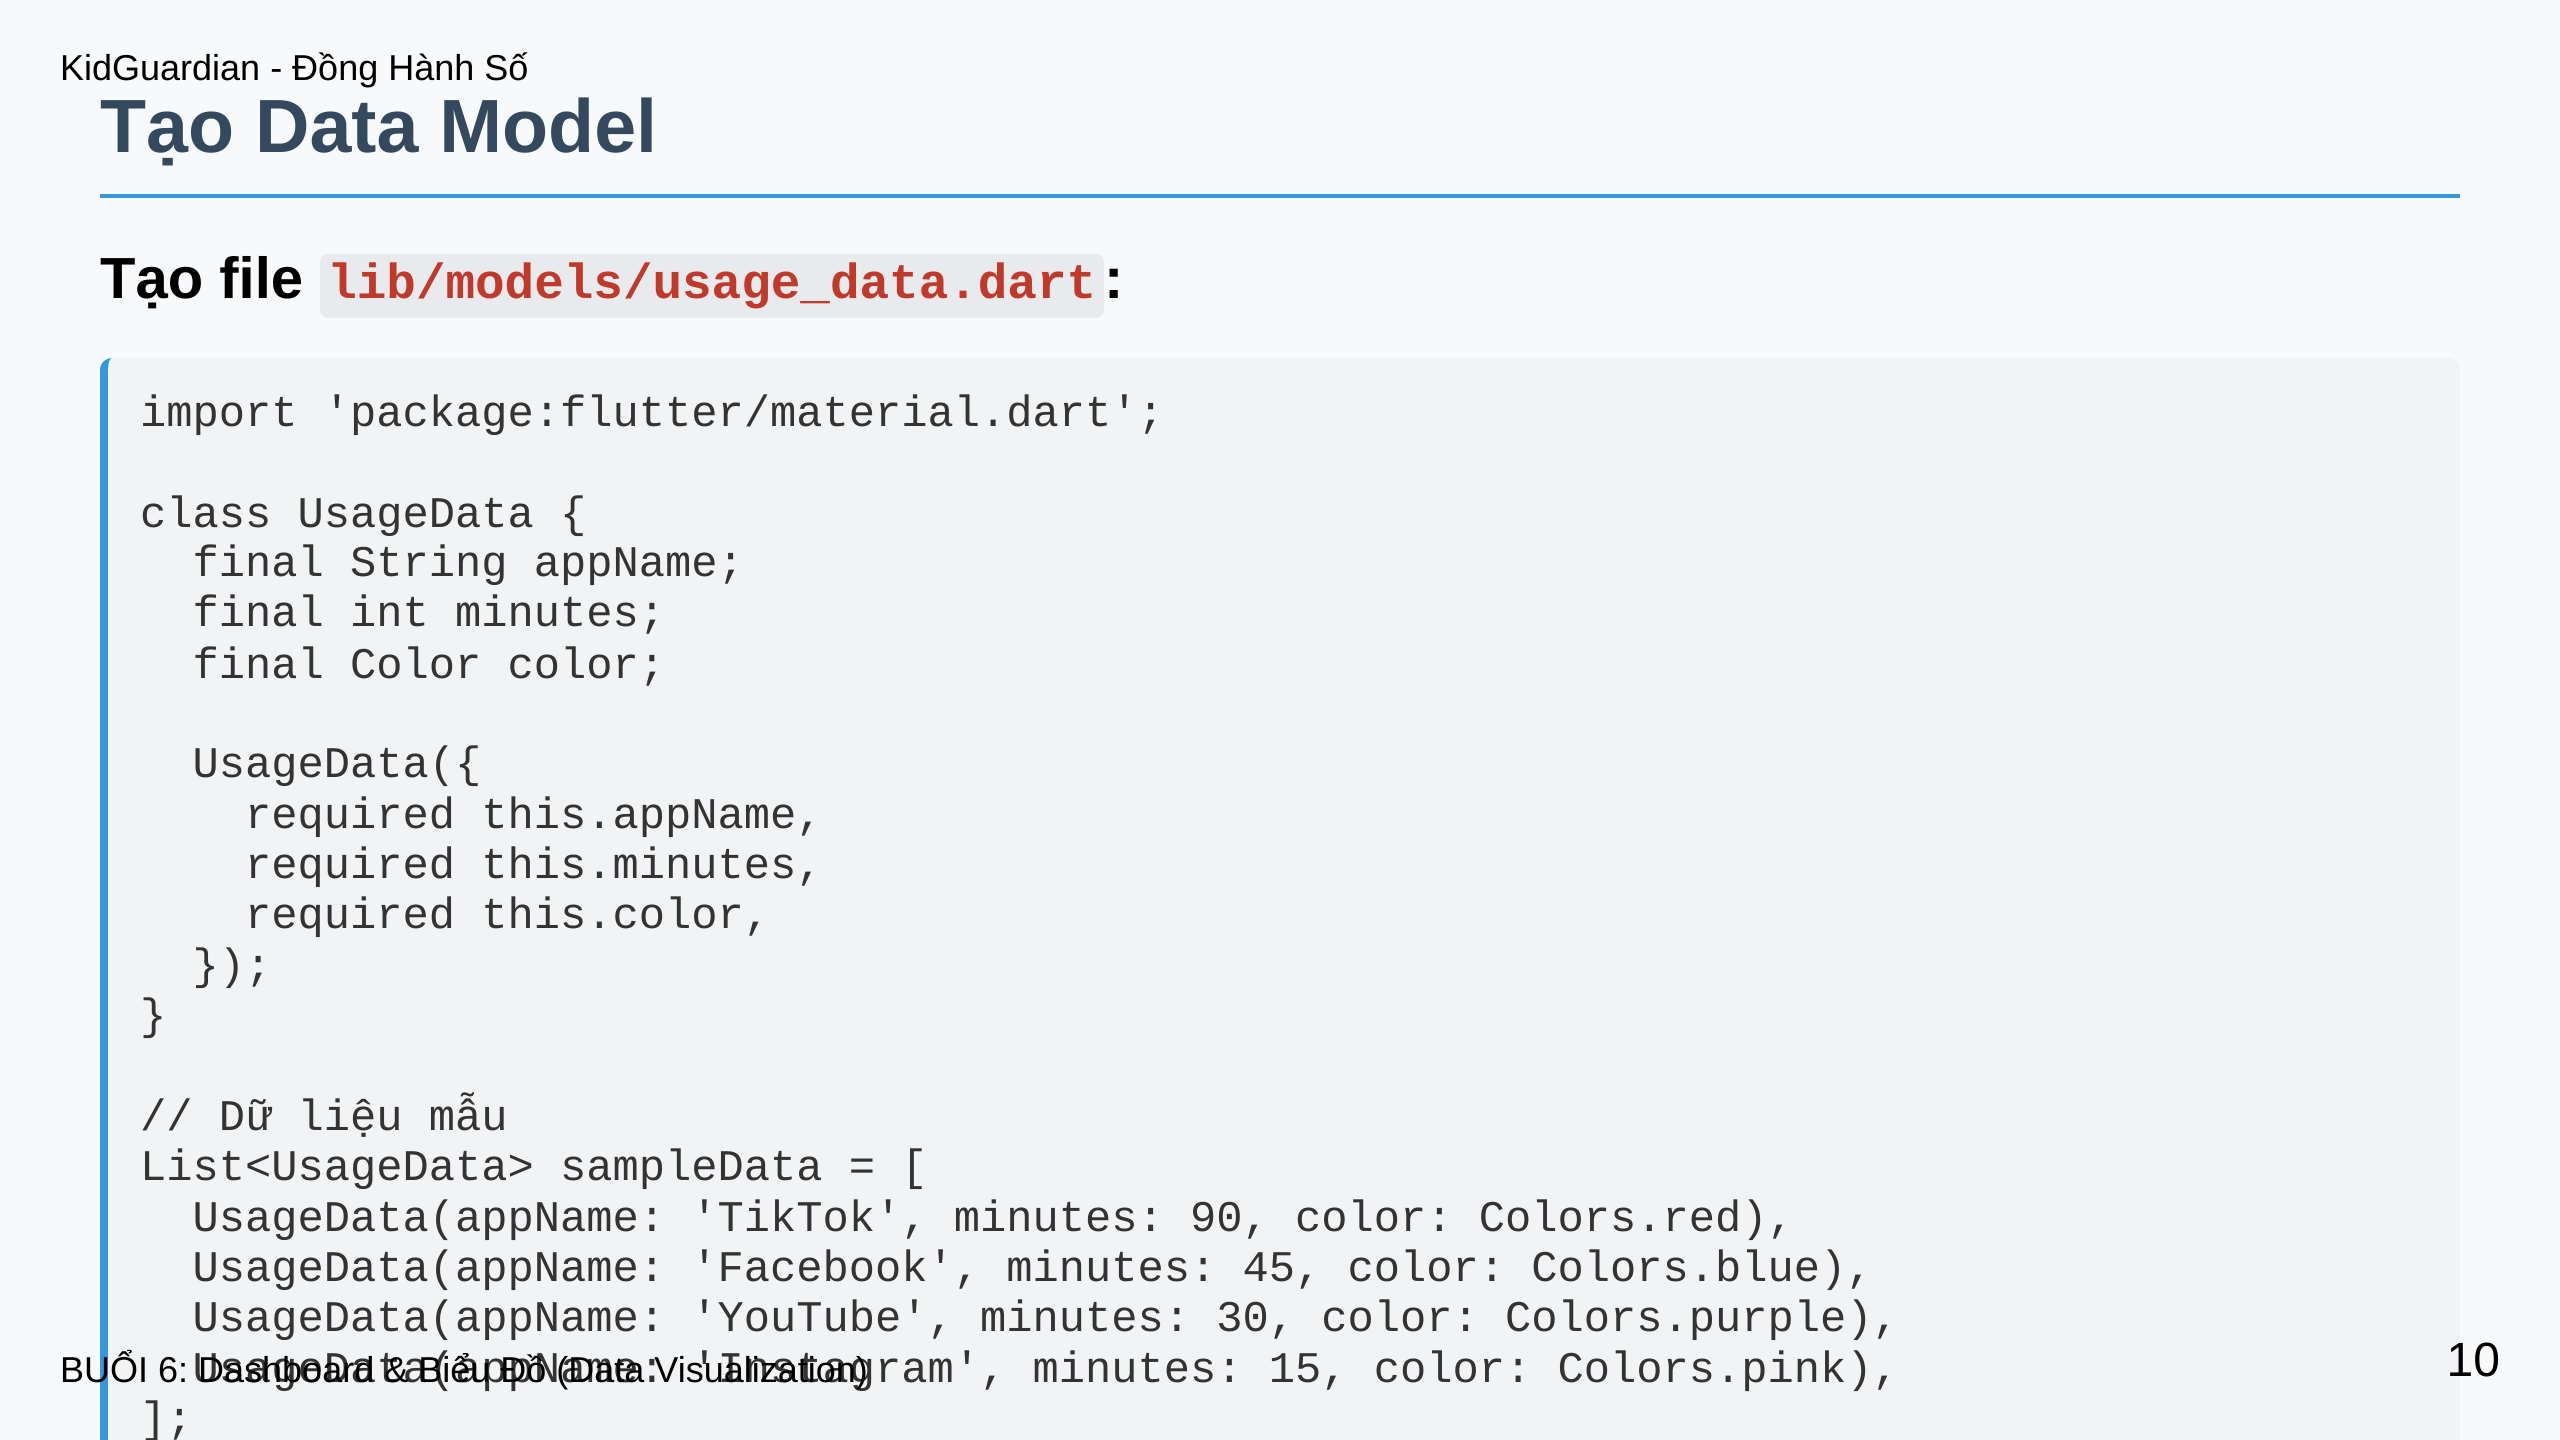 KidGuardian - Đồng Hành Số
Tạo Data Model
Tạo file lib/models/usage_data.dart:
import 'package:flutter/material.dart';

class UsageData {
  final String appName;
  final int minutes;
  final Color color;

  UsageData({
    required this.appName,
    required this.minutes,
    required this.color,
  });
}

// Dữ liệu mẫu
List<UsageData> sampleData = [
  UsageData(appName: 'TikTok', minutes: 90, color: Colors.red),
  UsageData(appName: 'Facebook', minutes: 45, color: Colors.blue),
  UsageData(appName: 'YouTube', minutes: 30, color: Colors.purple),
  UsageData(appName: 'Instagram', minutes: 15, color: Colors.pink),
];
BUỔI 6: Dashboard & Biểu Đồ (Data Visualization)
10